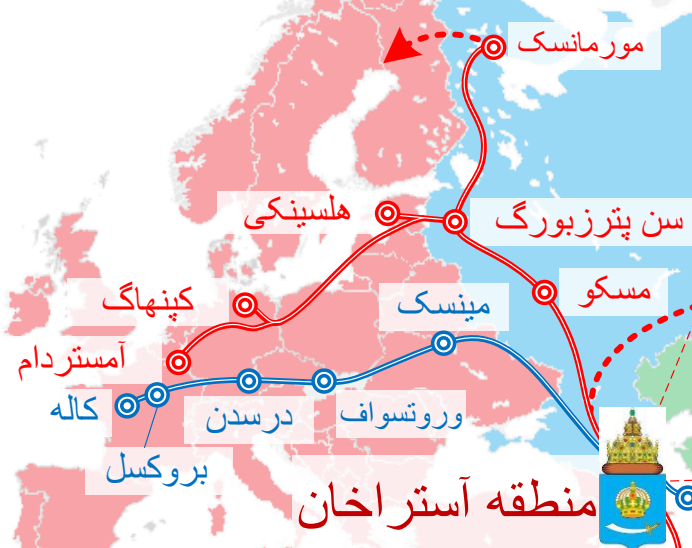 مورمانسک
هلسینکی
سن پترزبورگ
کپنهاگ
مسکو
مینسک
آمستردام
کاله
درسدن
وروتسواف
بروکسل
منطقه آستراخان